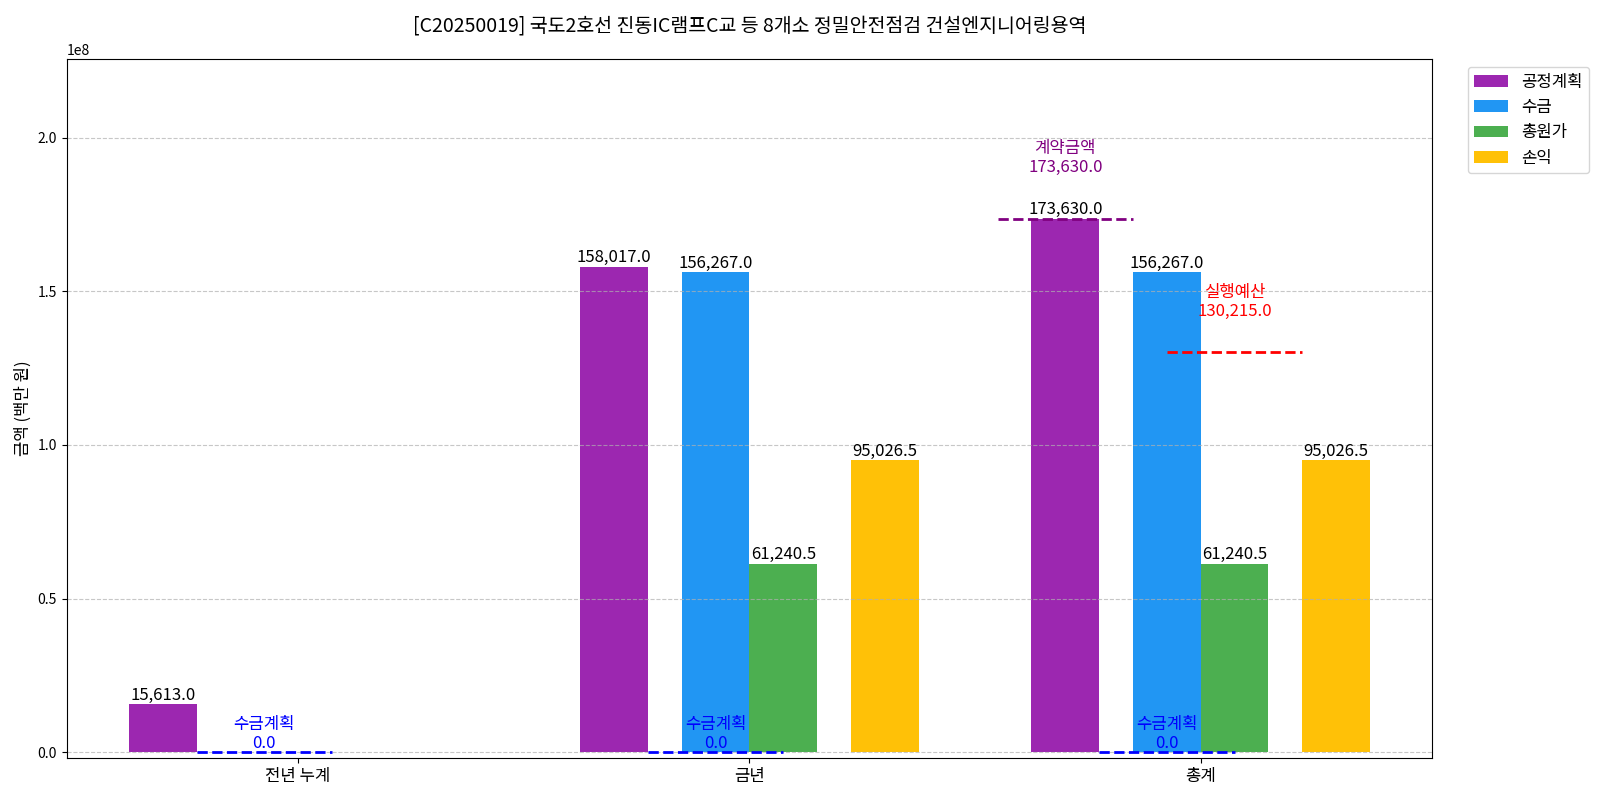 [C20250019] 국도2호선 진동IC램프C교 등 8개소 정밀안전점검 건설엔지니어링용역
1e8
공정계획
수금
총원가
손익
금액 (백만 원)
2.0
1.5
1.0
0.5
0.0
계약금액
173,630.0
173,630.0
158,017.0
156,267.0
156,267.0
실행예산
130,215.0
95,026.5
95,026.5
61,240.5
61,240.5
15,613.0
수금계획
0.0
수금계획
0.0
수금계획
0.0
전년 누계
금년
총계